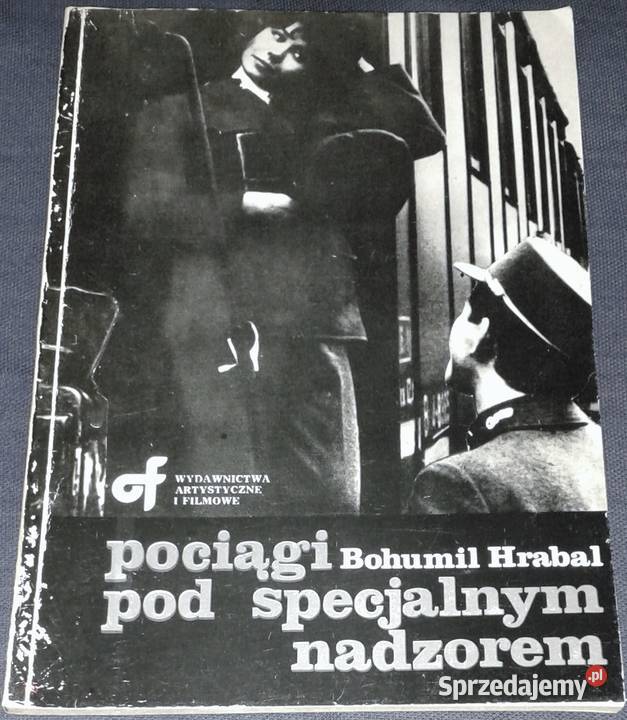 WYDAWNICTWA
ARTYSTYCZNE
I FILMOWE
pociągi Bohumil Hrabal
pod specjalnym
nadzorem
Sprzedajemy.pl